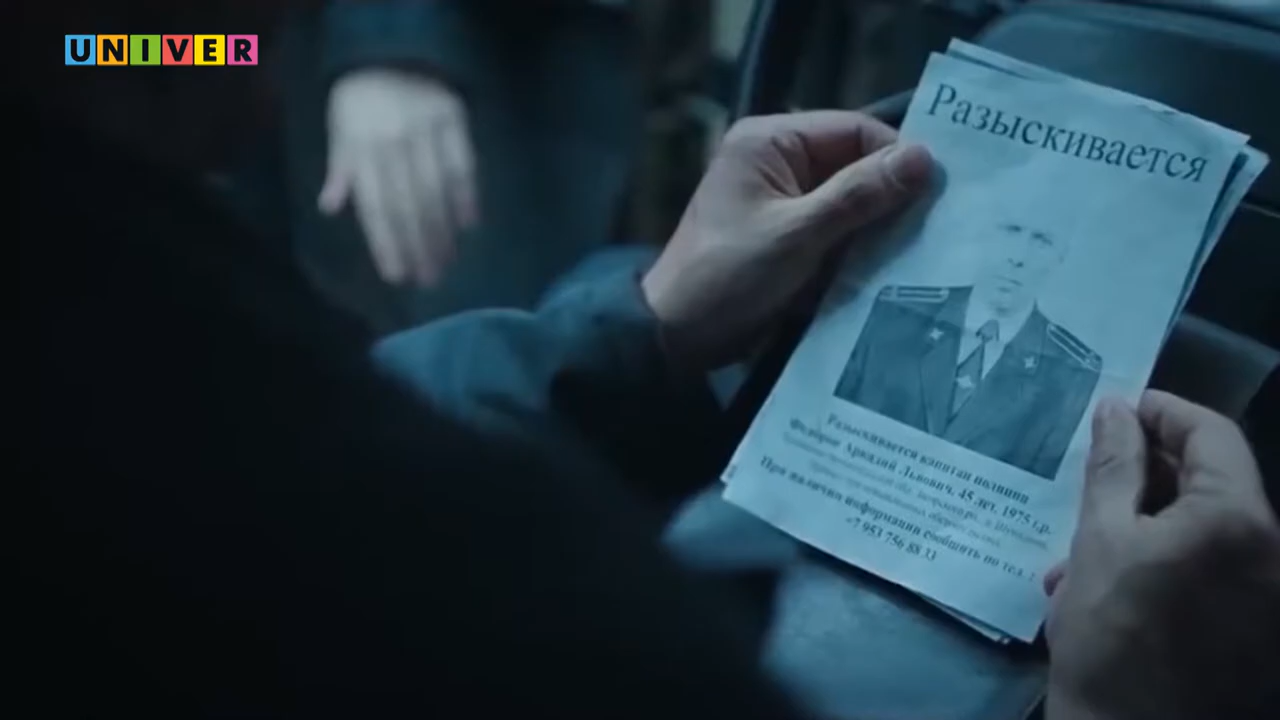 UNIVER
Разыскивается
Разыскивается капитан полиции
Федоров Аркадий Львович, 45 лет, 1975 г.р.
При наличии информации сообщить по тел.:
+7 953 756 88 33